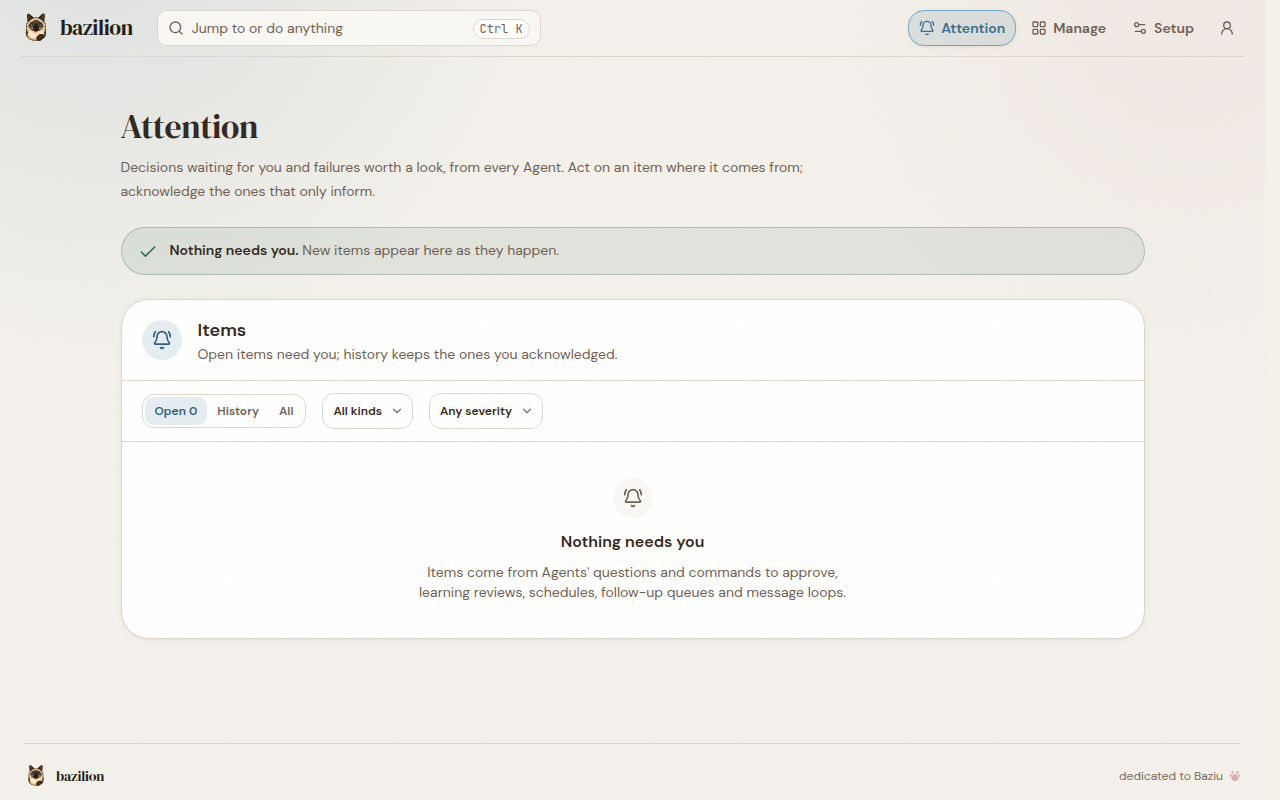 bazilion
Jump to or do anything
Ctrl K
Attention
Manage
Setup
Attention
Decisions waiting for you and failures worth a look, from every Agent. Act on an item where it comes from;
acknowledge the ones that only inform.
Nothing needs you. New items appear here as they happen.
Items
Open items need you; history keeps the ones you acknowledged.
Open 0
History
All
All kinds
Any severity
Nothing needs you
Items come from Agents' questions and commands to approve,
learning reviews, schedules, follow-up queues and message loops.
bazilion
dedicated to Baziu